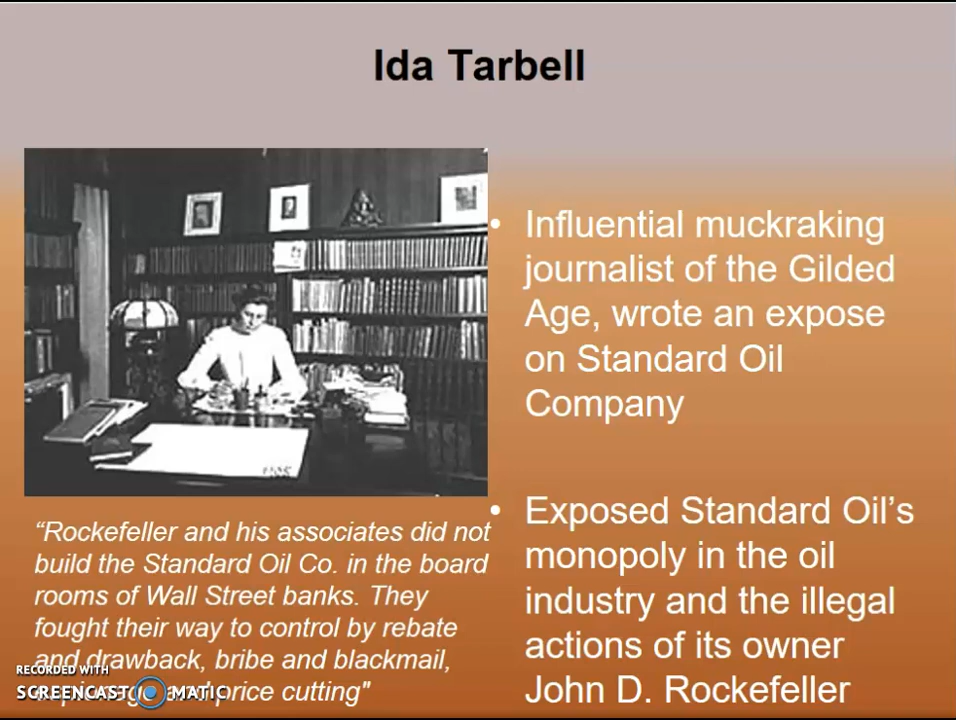 Ida Tarbell
• Influential muckraking
journalist of the Gilded
Age, wrote an expose
on Standard Oil
Company
• Exposed Standard Oil’s
monopoly in the oil
industry and the illegal
actions of its owner
John D. Rockefeller
“Rockefeller and his associates did not
build the Standard Oil Co. in the board
rooms of Wall Street banks. They
fought their way to control by rebate
and drawback, bribe and blackmail,
price cutting"
RECORDED WITH
SCREENCAST MATIC